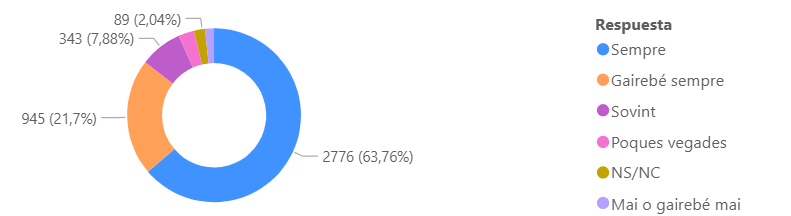 89 (2,04%)
343 (7,88%)
945 (21,7%)
2776 (63,76%)
Respuesta
Sempre
Gairebé sempre
Sovint
Poques vegades
NS/NC
Mai o gairebé mai